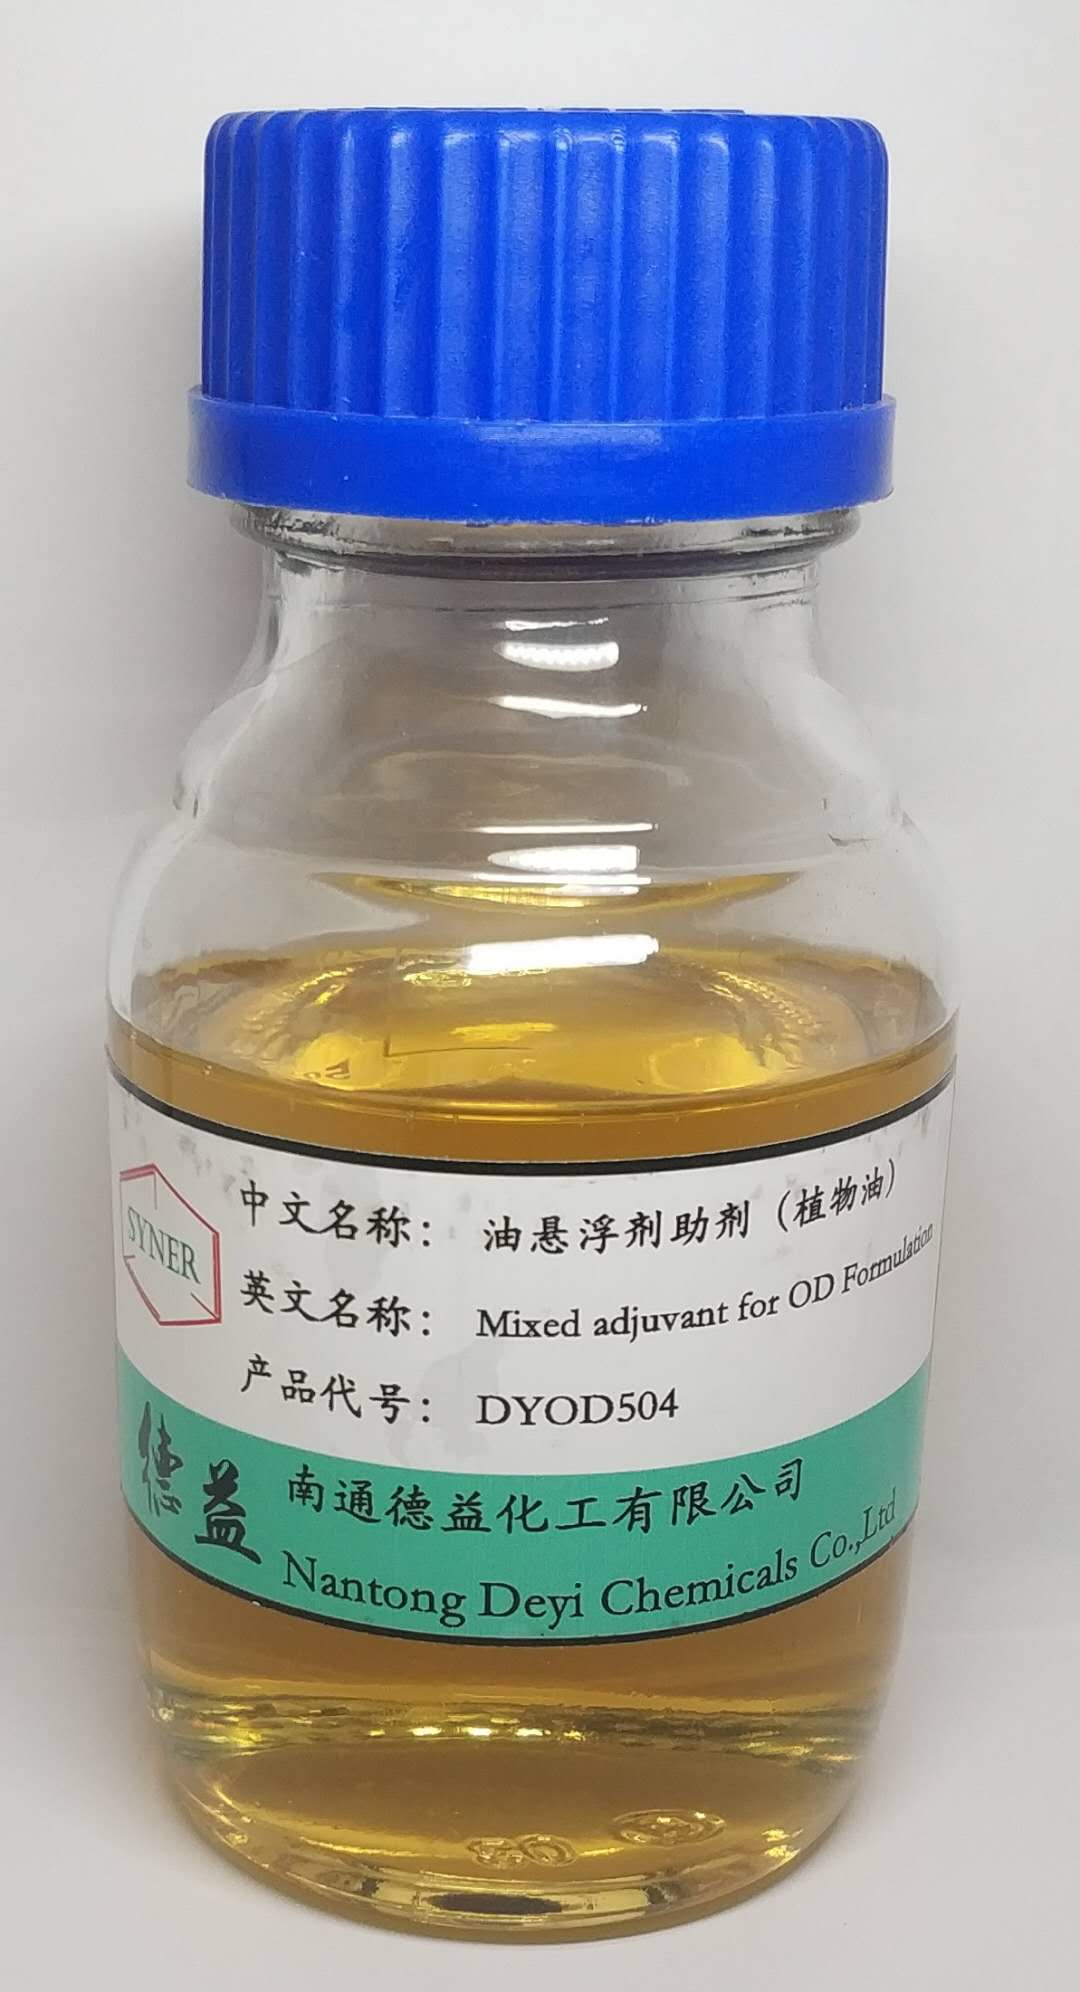 SYNER
中文名称： 油悬浮剂助剂（植物油）
英文名称： Mixed adjuvant for OD Formulation
产品代号： DYOD504
德益
南通德益化工有限公司
Nantong Deyi Chemicals Co.,Ltd